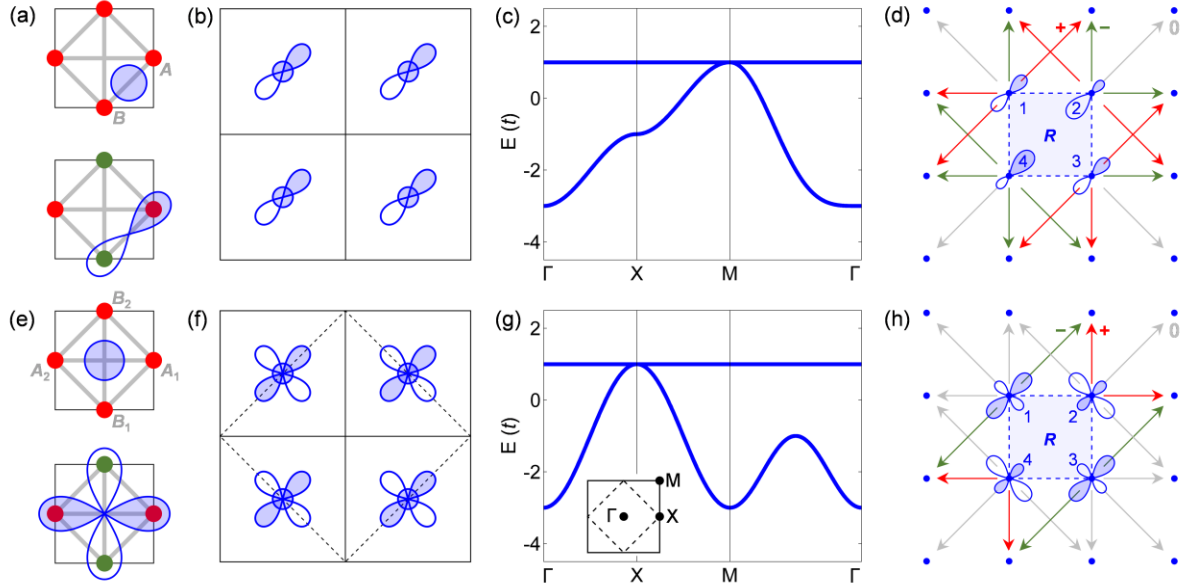 (a)
A
B
(b)
(c)
E (t)
2
0
-2
-4
Γ
X
M
Γ
(d)
+
−
0
1
2
R
4
3
(e)
B₂
A₂
A₁
B₁
(f)
(g)
E (t)
2
0
-2
-4
M
Γ
X
Γ
X
M
Γ
(h)
−
+
0
1
2
R
4
3